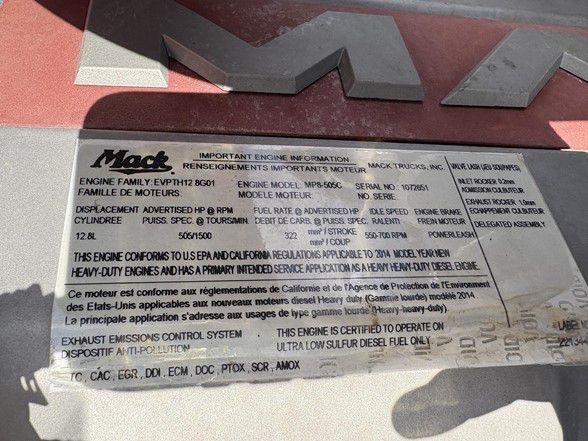 MA
Mack
IMPORTANT ENGINE INFORMATION
RENSEIGNEMENTS IMPORTANTS MOTEUR
MACK TRUCKS, INC.
ENGINE FAMILY: EVPTH12.8G01
FAMILLE DE MOTEURS:
ENGINE MODEL: MP8-505C
MODELE MOTEUR:
SERIAL NO: 1072651
NO. SERIE:
DISPLACEMENT ADVERTISED HP @ RPM FUEL RATE @ ADVERTISED HP IDLE SPEED ENGINE BRAKE
CYLINDREE PUISS. SPEC. @ TOURS/MIN. DEBIT DE CARB. @ PUISS. SPEC. RALENTI FREIN MOTEUR
12.8L 505/1500 322 mm³ / STROKE 550-700 RPM POWERLEASH
mm³ / COUP
THIS ENGINE CONFORMS TO U.S EPA AND CALIFORNIA REGULATIONS APPLICABLE TO 2014 MODEL YEAR NEW
HEAVY-DUTY ENGINES AND HAS A PRIMARY INTENDED SERVICE APPLICATION AS A HEAVY HEAVY-DUTY DIESEL ENGINE.
Ce moteur est conforme aux règlementations de Californie et de l'Agence de Protection de l'Environment
des Etats-Unis applicables aux nouveaux moteurs diesel Heavy duty (Gamme lourde) modèle 2014
La principale application s'adresse aux usages de type gamme lourde (Heavy-heavy-duty)
EXHAUST EMISSIONS CONTROL SYSTEM
DISPOSITIF ANTI-POLLUTION
THIS ENGINE IS CERTIFIED TO OPERATE ON
ULTRA LOW SULFUR DIESEL FUEL ONLY
TC , CAC, EGR , DDI , ECM , DOC , PTOX , SCR , AMOX
VALVE LASH (JEU SOUPAPES)
INLET ROCKER 0.2mm
ADMISSION CULBUTEUR
EXHAUST ROCKER 1.0mm
ECHAPPEMENT CULBUTEUR
DELEGATED ASSEMBLY
VOID